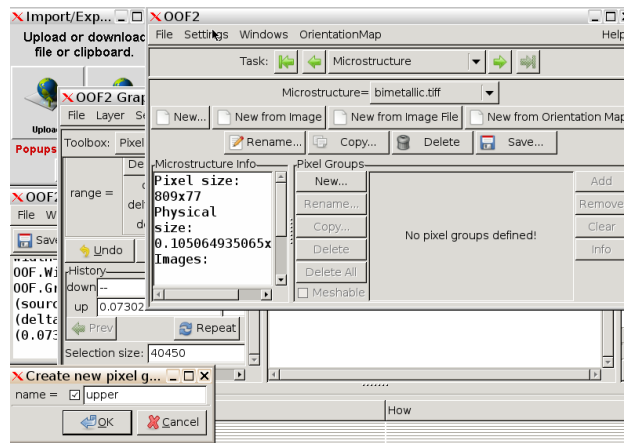 Import/Exp...
Upload or download
file or clipboard.
Popups
OOF2
File Settings Windows OrientationMap Help
Task: Microstructure
Microstructure= bimetallic.tiff
New... New from Image New from Image File New from Orientation Map
Rename... Copy... Delete Save...
Microstructure Info
Pixel size:
809x77
Physical
size:
0.105064935065x
Images:
Pixel Groups
New...
Rename...
Copy...
Delete
Delete All
Meshable
No pixel groups defined!
Add
Remove
Clear
Info
OOF2 Grap
File Layer Se
Toolbox: Pixel
De
range =
del
Undo
History
down --
up 0.07302
Prev Repeat
Selection size: 40450
OOF2
File W
Sav
OOF.Wi
OOF.Gr
(sourc
(delta
(0.073
Create new pixel g...
name = upper
OK Cancel
How